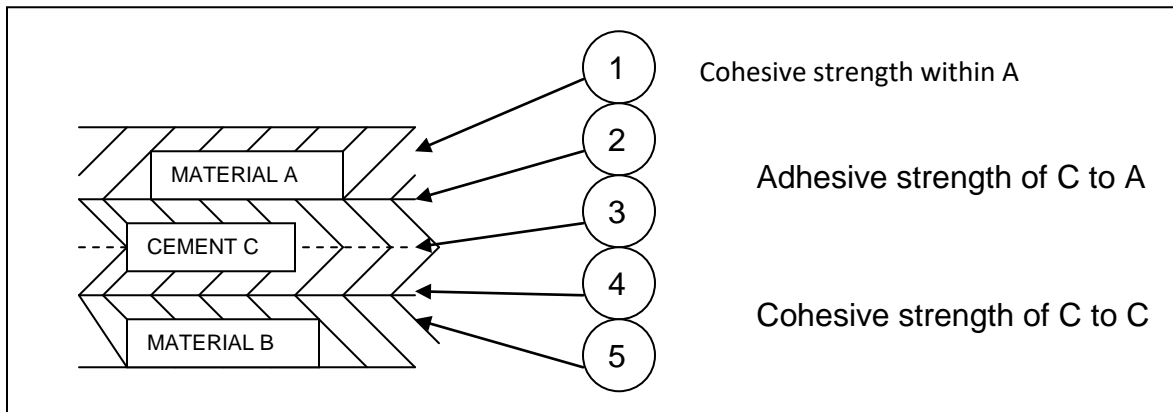 1 Cohesive strength within A
2
MATERIAL A
Adhesive strength of C to A
3
CEMENT C
4
Cohesive strength of C to C
MATERIAL B
5